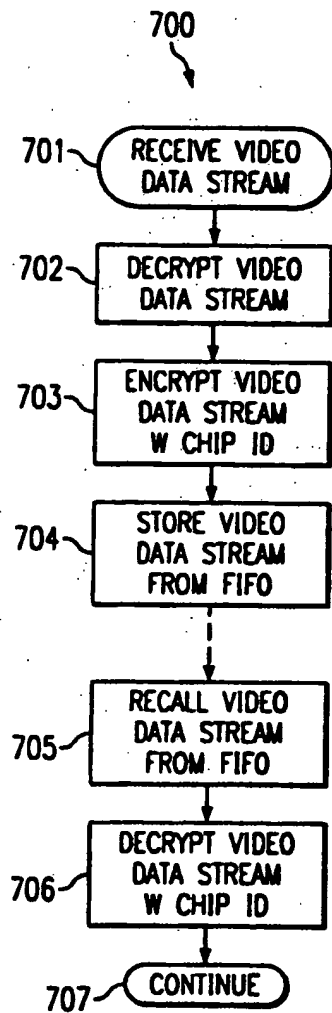 700
701
RECEIVE VIDEO
DATA STREAM
702
DECRYPT VIDEO
DATA STREAM
703
ENCRYPT VIDEO
DATA STREAM
W CHIP ID
704
STORE VIDEO
DATA STREAM
FROM FIFO
705
RECALL VIDEO
DATA STREAM
FROM FIFO
706
DECRYPT VIDEO
DATA STREAM
W CHIP ID
707
CONTINUE